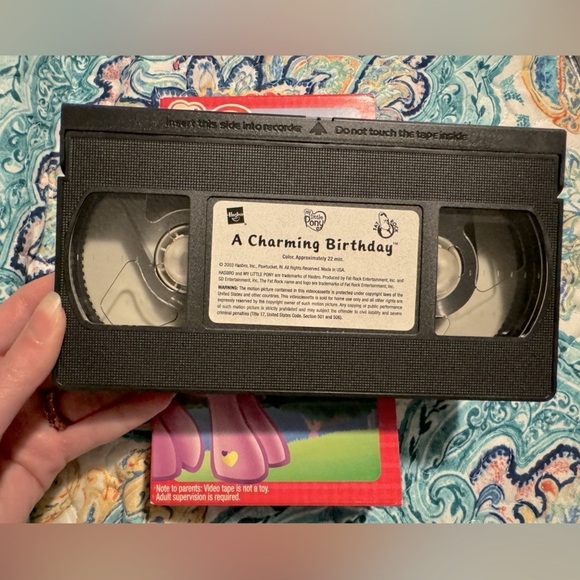 Insert this side into recorder Do not touch the tape inside
Hasbro my Little Pony
A Charming Birthday™
Color. Approximately 22 min.
© 2003 Hasbro, Inc., Pawtucket, RI. All Rights Reserved. Made in USA.
HASBRO and MY LITTLE PONY are trademarks of Hasbro. Produced by Fat Rock Entertainment, Inc. and
SD Entertainment, Inc. The Fat Rock name and logo are trademarks of Fat Rock Entertainment, Inc.
WARNING: The motion picture contained in this videocassette is protected under copyright laws of the
United States and other countries. This videocassette is sold for home use only and all other rights are
expressly reserved by the copyright owner of such motion picture. Any copying or public performance
of such motion picture is strictly prohibited and may subject the offender to civil liability and severe
criminal penalties (Title 17, United States Code, Section 501 and 506).
Note to parents: Video tape is not a toy.
Adult supervision is required.